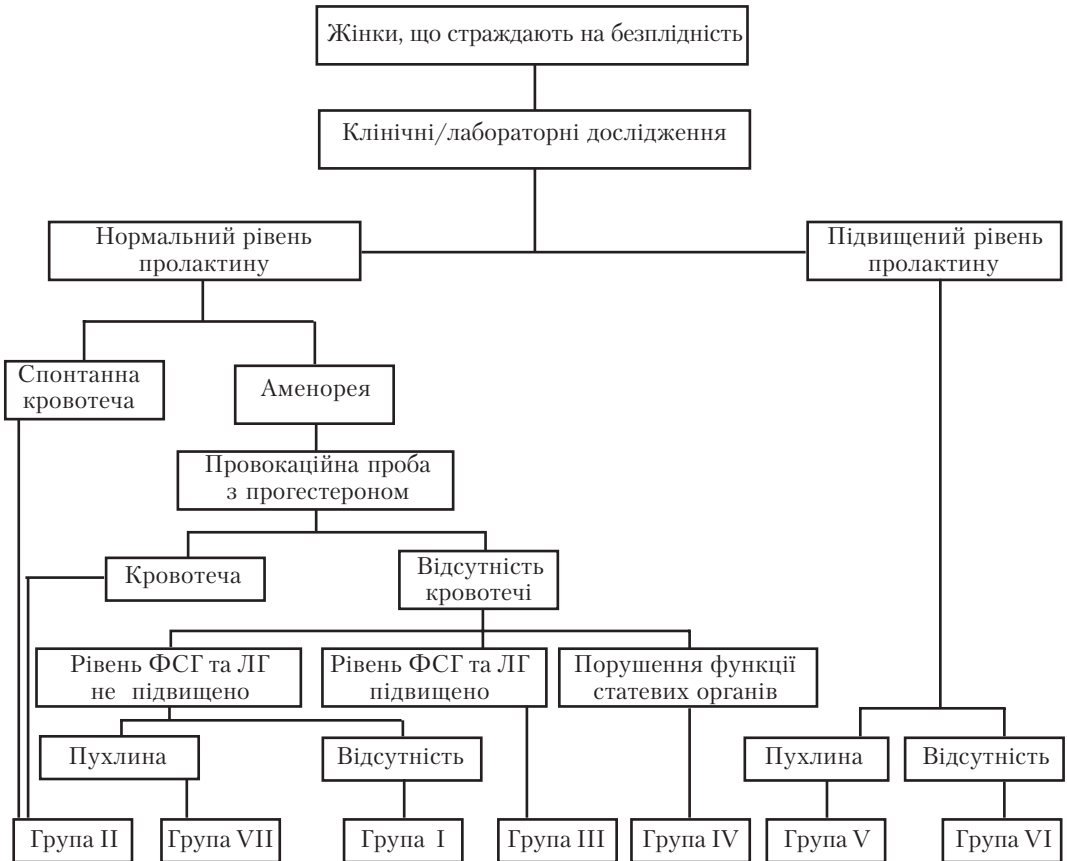 Жінки, що страждають на безплідність
Клінічні/лабораторні дослідження
Нормальний рівень
пролактину
Підвищений рівень
пролактину
Спонтанна
кровотеча
Аменорея
Провокаційна проба
з прогестероном
Кровотеча
Відсутність
кровотечі
Рівень ФСГ та ЛГ
не підвищено
Рівень ФСГ та ЛГ
підвищено
Порушення функції
статевих органів
Пухлина
Відсутність
Пухлина
Відсутність
Група II
Група VII
Група I
Група III
Група IV
Група V
Група VI